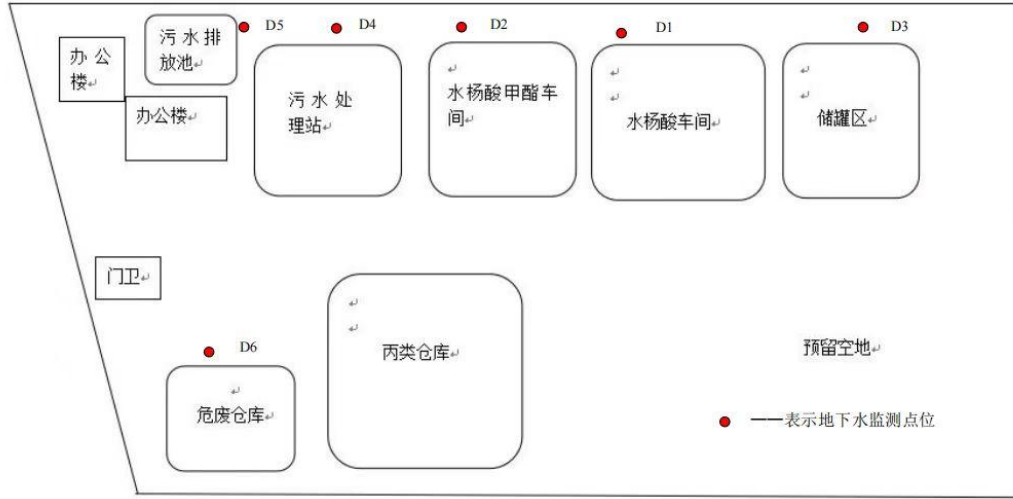 D5
D4
D2
D1
D3
污水排
放池
办公
楼
办公楼
污水处
理站
水杨酸甲酯车
间
水杨酸车间
储罐区
门卫
D6
丙类仓库
预留空地
危废仓库
——表示地下水监测点位